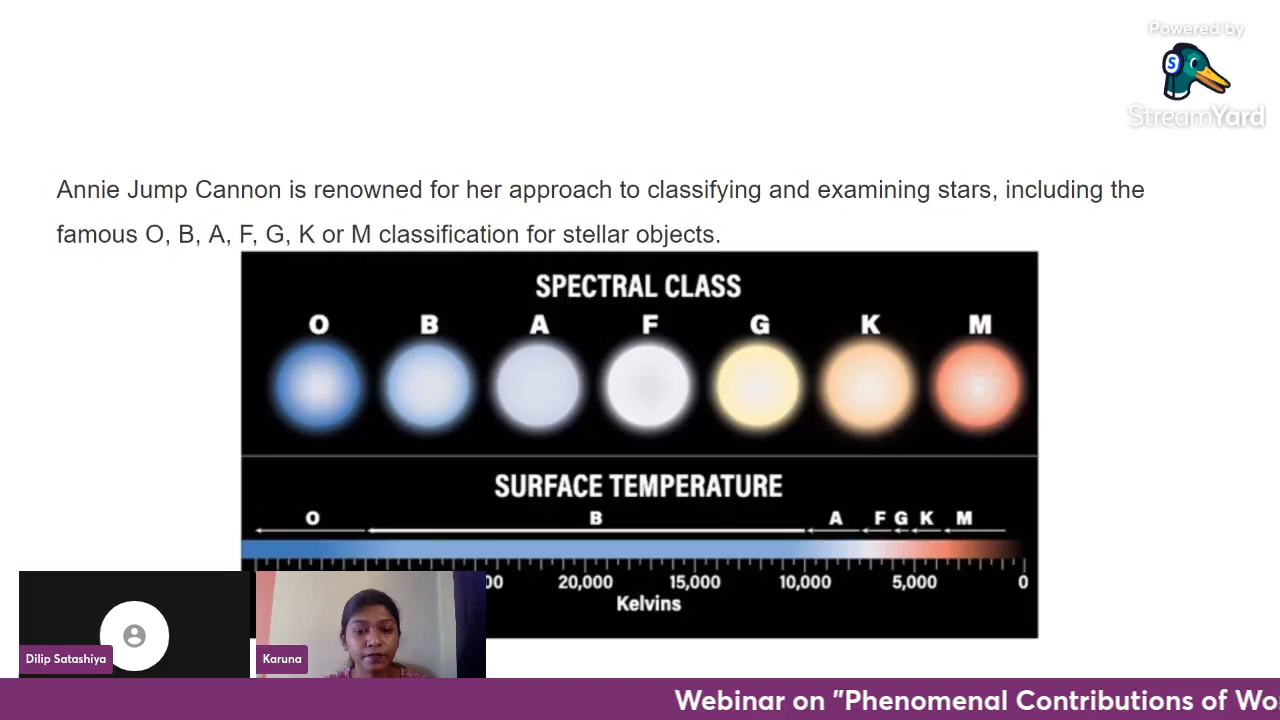 Powered by
StreamYard
Annie Jump Cannon is renowned for her approach to classifying and examining stars, including the
famous O, B, A, F, G, K or M classification for stellar objects.
SPECTRAL CLASS
O B A F G K M
SURFACE TEMPERATURE
O B A F G K M
00 20,000 15,000 10,000 5,000 0
Kelvins
Dilip Satashiya
Karuna
Webinar on "Phenomenal Contributions of Wo